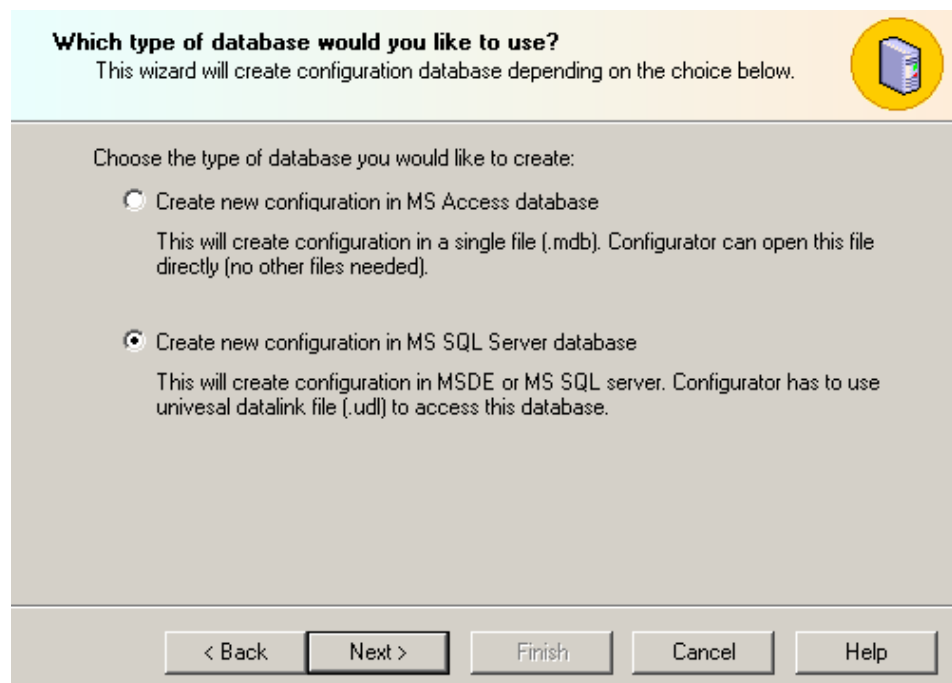 Which type of database would you like to use?
This wizard will create configuration database depending on the choice below.
Choose the type of database you would like to create:
Create new configuration in MS Access database
This will create configuration in a single file (.mdb). Configurator can open this file
directly (no other files needed).
Create new configuration in MS SQL Server database
This will create configuration in MSDE or MS SQL server. Configurator has to use
univesal datalink file (.udl) to access this database.
< Back
Next >
Finish
Cancel
Help